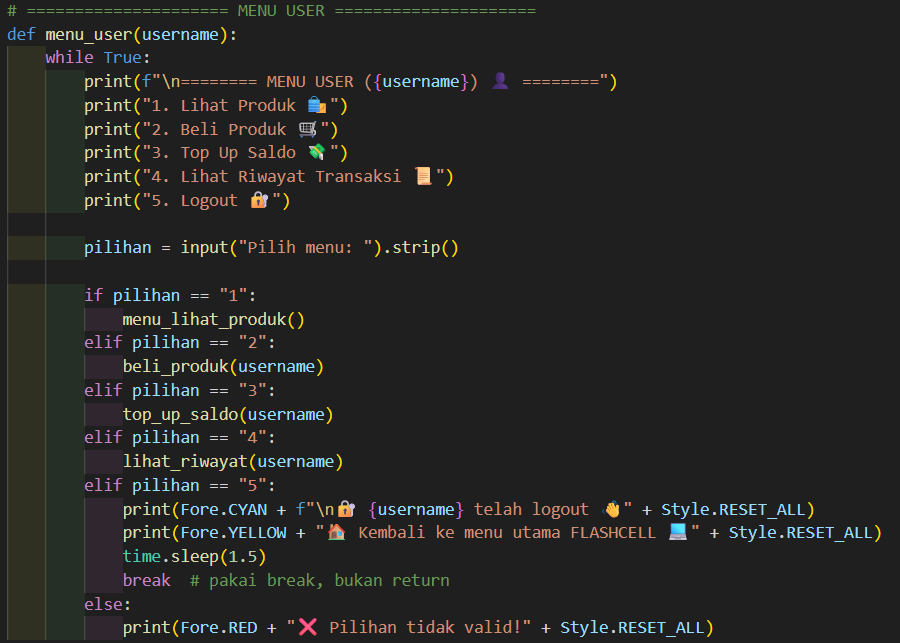 # ===================== MENU USER =====================
def menu_user(username):
    while True:
        print(f"\n======== MENU USER ({username}) 👤 ========")
        print("1. Lihat Produk 🛍️")
        print("2. Beli Produk 🛒")
        print("3. Top Up Saldo 💸")
        print("4. Lihat Riwayat Transaksi 📜")
        print("5. Logout 🔐")
        pilihan = input("Pilih menu: ").strip()
        if pilihan == "1":
            menu_lihat_produk()
        elif pilihan == "2":
            beli_produk(username)
        elif pilihan == "3":
            top_up_saldo(username)
        elif pilihan == "4":
            lihat_riwayat(username)
        elif pilihan == "5":
            print(Fore.CYAN + f"\n🔐 {username} telah logout 👋" + Style.RESET_ALL)
            print(Fore.YELLOW + "🏠 Kembali ke menu utama FLASHCELL 💻" + Style.RESET_ALL)
            time.sleep(1.5)
            break  # pakai break, bukan return
        else:
            print(Fore.RED + "❌ Pilihan tidak valid!" + Style.RESET_ALL)